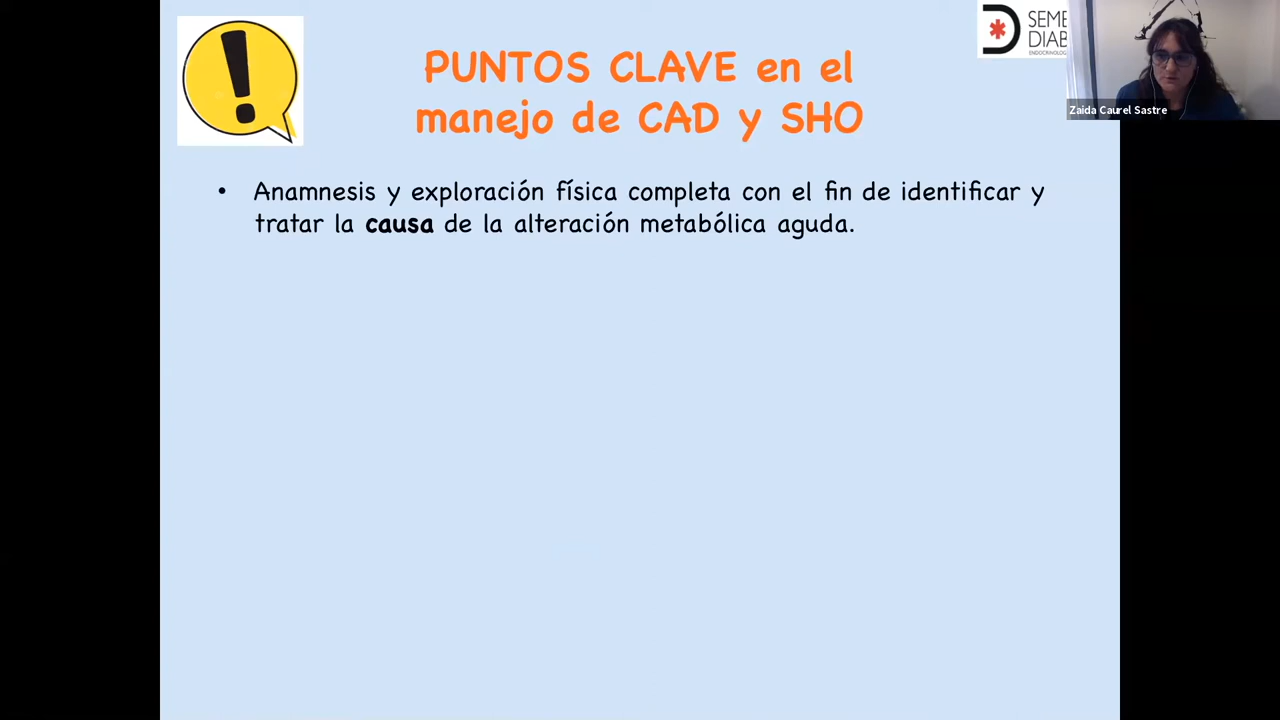 PUNTOS CLAVE en el
manejo de CAD y SHO
SEME
DIAB
ENDOCRINOLOG
Zaida Caurel Sastre
• Anamnesis y exploración física completa con el fin de identificar y
tratar la causa de la alteración metabólica aguda.